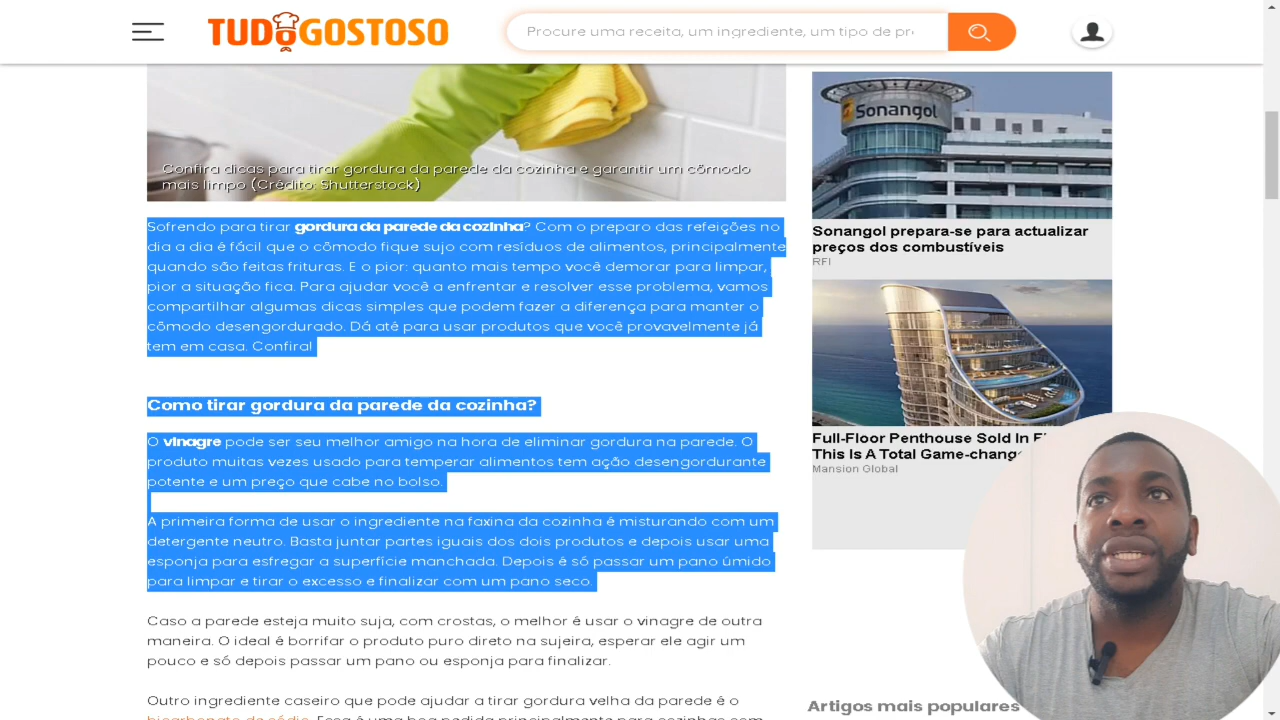 TUDOGOSTOSO
Procure uma receita, um ingrediente, um tipo de
Confira dicas para tirar gordura da parede da cozinha e garantir um cômodo
mais limpo (Crédito: Shutterstock)
Sofrendo para tirar gordura da parede da cozinha? Com o preparo das refeições no
dia a dia é fácil que o cômodo fique sujo com resíduos de alimentos, principalmente
quando são feitas frituras. E o pior: quanto mais tempo você demorar para limpar,
pior a situação fica. Para ajudar você a enfrentar e resolver esse problema, vamos
compartilhar algumas dicas simples que podem fazer a diferença para manter o
cômodo desengordurado. Dá até para usar produtos que você provavelmente já
tem em casa. Confira!
Como tirar gordura da parede da cozinha?
O vinagre pode ser seu melhor amigo na hora de eliminar gordura na parede. O
produto muitas vezes usado para temperar alimentos tem ação desengordurante
potente e um preço que cabe no bolso.
A primeira forma de usar o ingrediente na faxina da cozinha é misturando com um
detergente neutro. Basta juntar partes iguais dos dois produtos e depois usar uma
esponja para esfregar a superfície manchada. Depois é só passar um pano úmido
para limpar e tirar o excesso e finalizar com um pano seco.
Caso a parede esteja muito suja, com crostas, o melhor é usar o vinagre de outra
maneira. O ideal é borrifar o produto puro direto na sujeira, esperar ele agir um
pouco e só depois passar um pano ou esponja para finalizar.
Outro ingrediente caseiro que pode ajudar a tirar gordura velha da parede é o
bicarbonato de sódio. Essa é uma boa pedida principalmente para cozinhas com
Sonangol
Sonangol prepara-se para actualizar
preços dos combustíveis
RFI
Full-Floor Penthouse Sold In
This Is A Total Game-chang
Mansion Global
Artigos mais populares